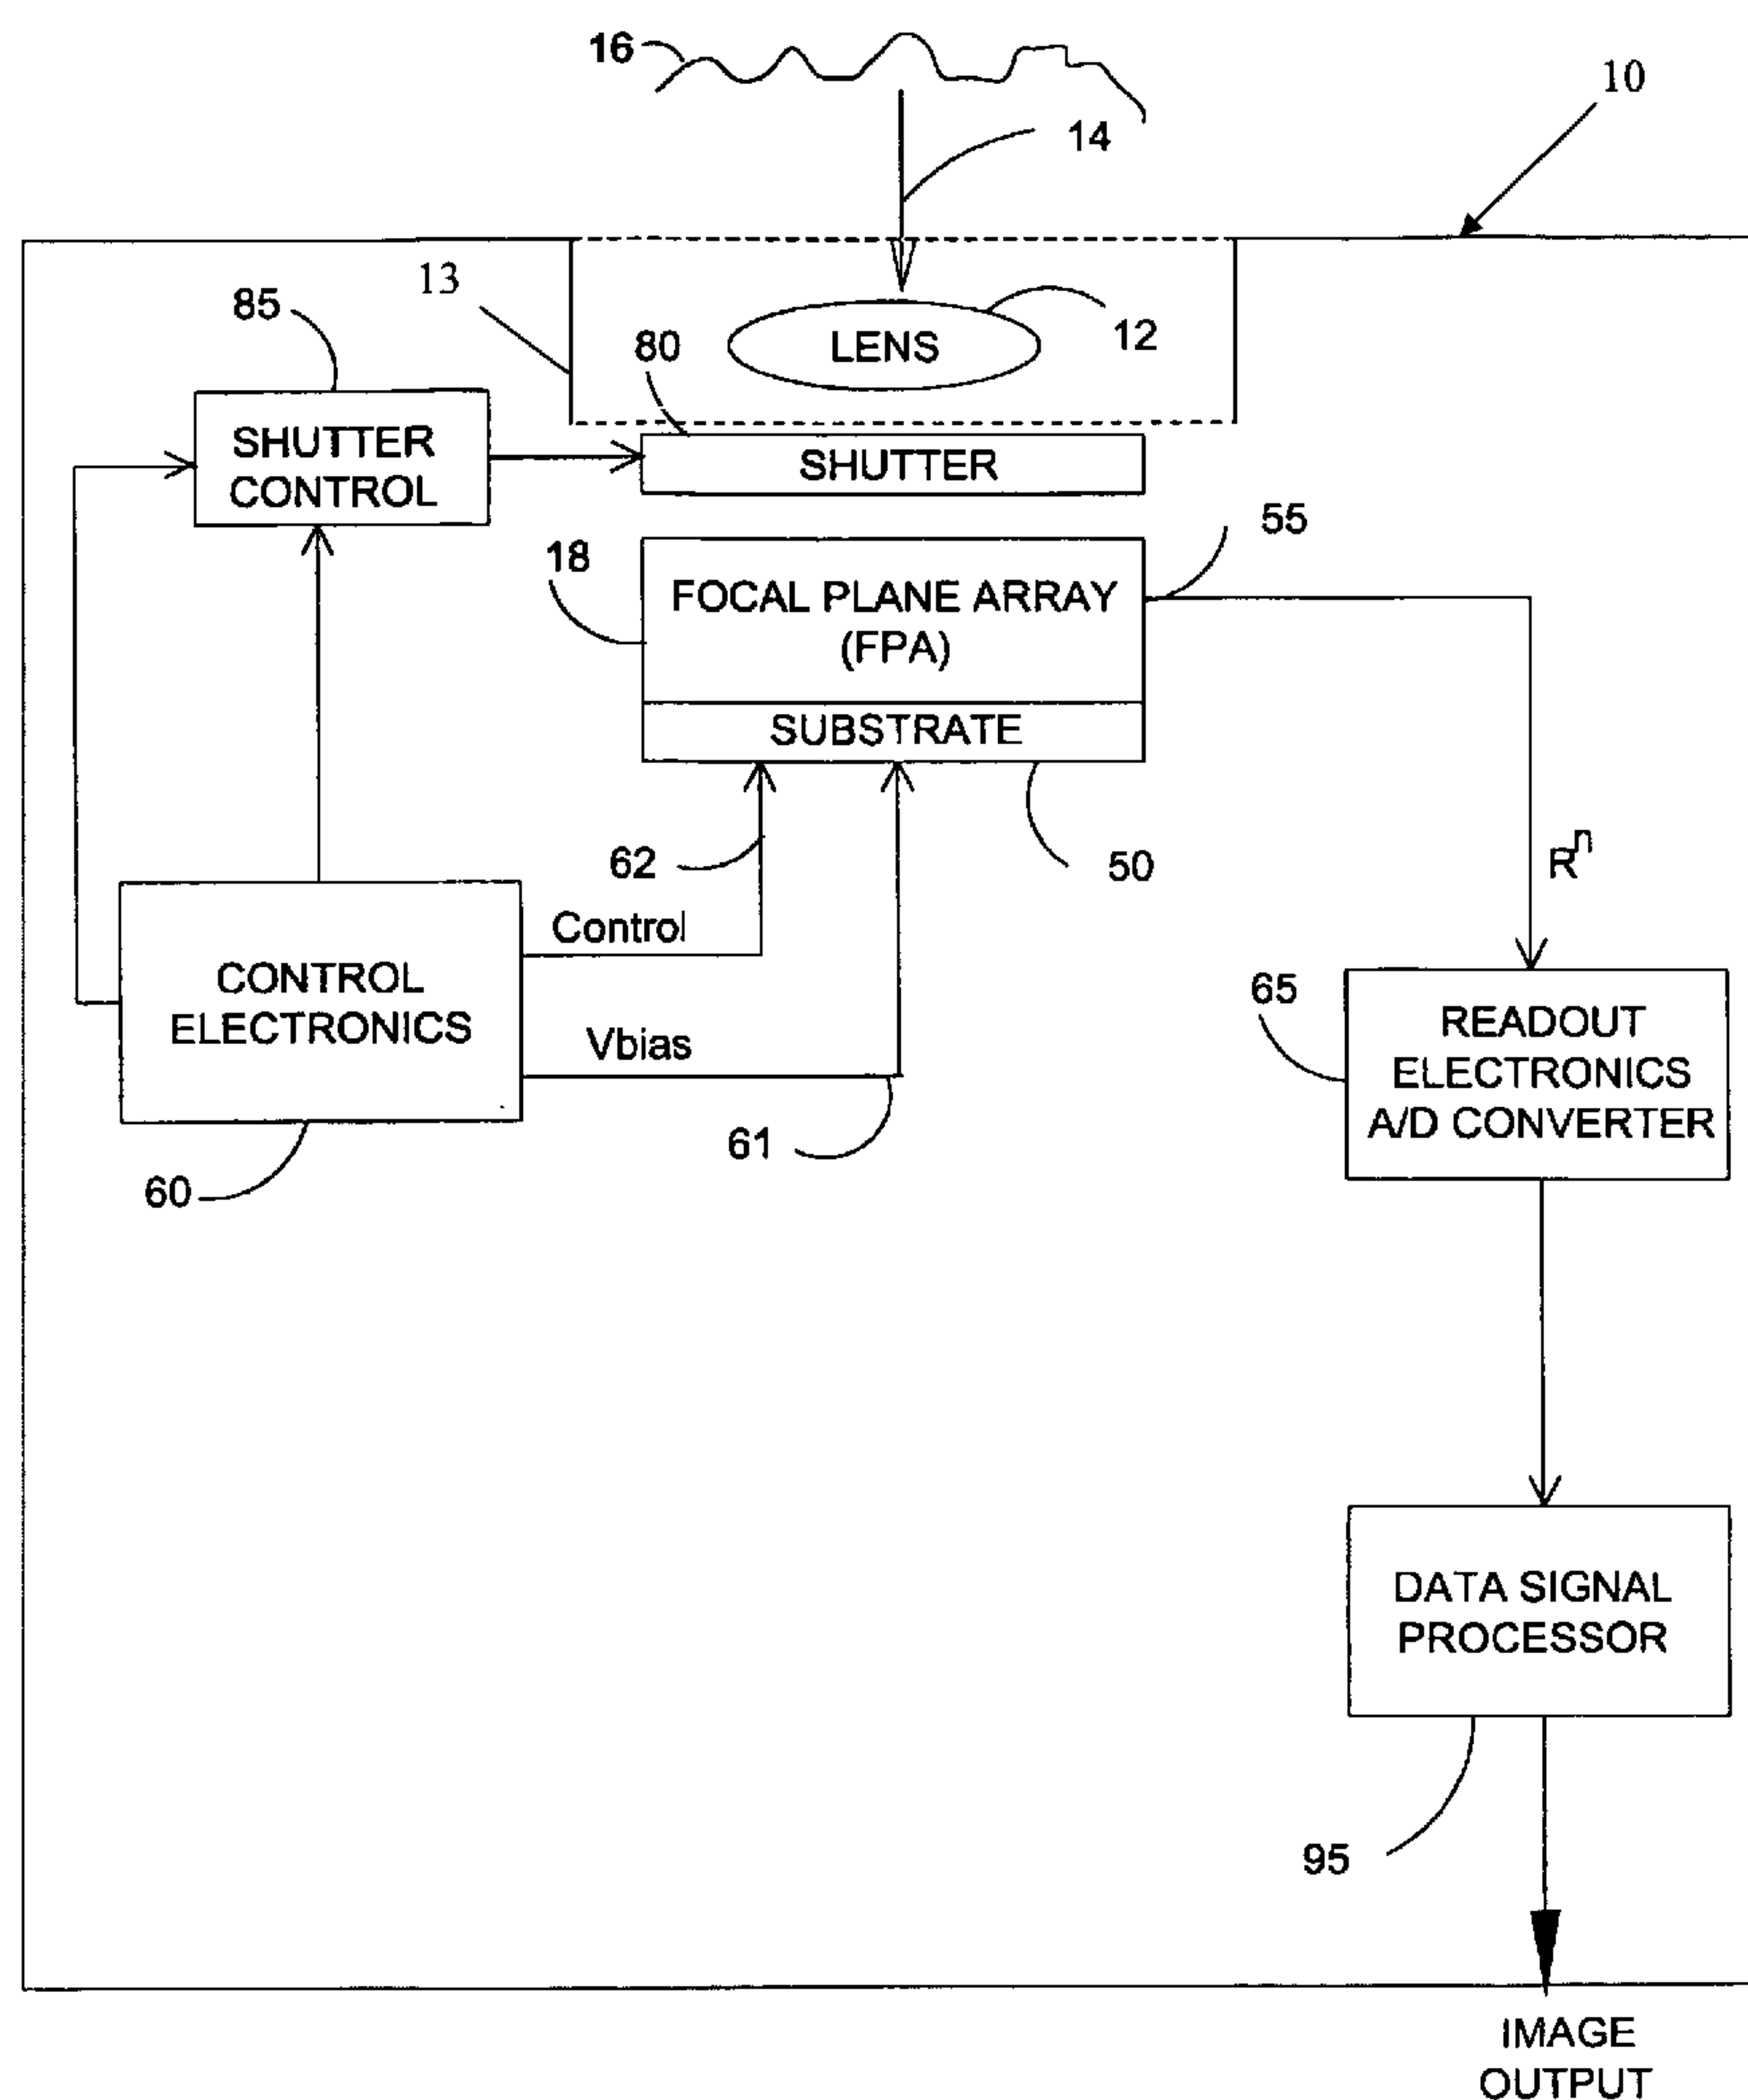 16
10
14
13
85
12
LENS
80
SHUTTER
CONTROL
SHUTTER
55
18
FOCAL PLANE ARRAY
(FPA)
SUBSTRATE
62
50
Rⁿ
Control
CONTROL
ELECTRONICS
65
READOUT
ELECTRONICS
A/D CONVERTER
Vbias
61
60
DATA SIGNAL
PROCESSOR
95
IMAGE
OUTPUT